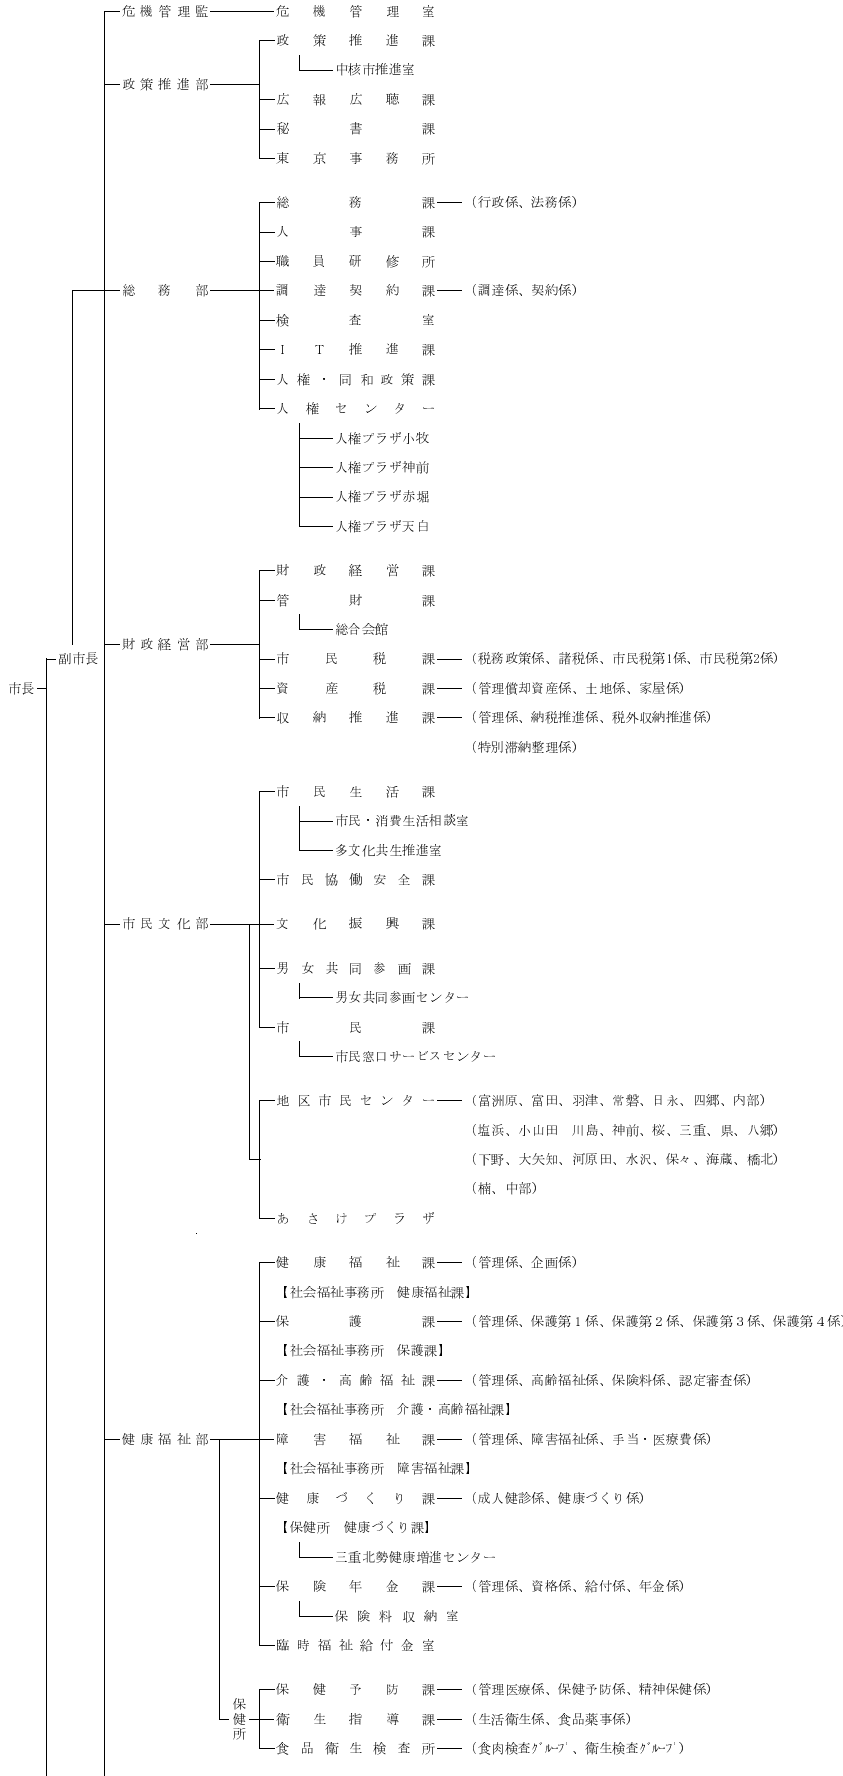 危機管理監 危機管理室
政策推進課
中核市推進室
政策推進部
広報広聴課
秘書課
東京事務所
総務課 （行政係、法務係）
人事課
職員研修所
総務部 調達契約課 （調達係、契約係）
検査室
ＩＴ推進課
人権・同和政策課
人権センター
人権プラザ小牧
人権プラザ神前
人権プラザ赤堀
人権プラザ天白
財政経営課
管財課
総合会館
財政経営部
副市長 市民税課 （税務政策係、諸税係、市民税第1係、市民税第2係）
市長 資産税課 （管理償却資産係、土地係、家屋係）
収納推進課 （管理係、納税推進係、税外収納推進係）
（特別滞納整理係）
市民生活課
市民・消費生活相談室
多文化共生推進室
市民協働安全課
市民文化部 文化振興課
男女共同参画課
男女共同参画センター
市民課
市民窓口サービスセンター
地区市民センター （富洲原、富田、羽津、常磐、日永、四郷、内部）
（塩浜、小山田　川島、神前、桜、三重、県、八郷）
（下野、大矢知、河原田、水沢、保々、海蔵、橋北）
（楠、中部）
あさけプラザ
健康福祉課 （管理係、企画係）
【社会福祉事務所　健康福祉課】
保護課 （管理係、保護第１係、保護第２係、保護第３係、保護第４係）
【社会福祉事務所　保護課】
介護・高齢福祉課 （管理係、高齢福祉係、保険料係、認定審査係）
【社会福祉事務所　介護・高齢福祉課】
健康福祉部 障害福祉課 （管理係、障害福祉係、手当・医療費係）
【社会福祉事務所　障害福祉課】
健康づくり課 （成人健診係、健康づくり係）
【保健所　健康づくり課】
三重北勢健康増進センター
保険年金課 （管理係、資格係、給付係、年金係）
保険料収納室
臨時福祉給付金室
保健予防課 （管理医療係、保健予防係、精神保健係）
保健所 衛生指導課 （生活衛生係、食品薬事係）
食品衛生検査所 （食肉検査ｸﾞﾙｰﾌﾟ、衛生検査ｸﾞﾙｰﾌﾟ）